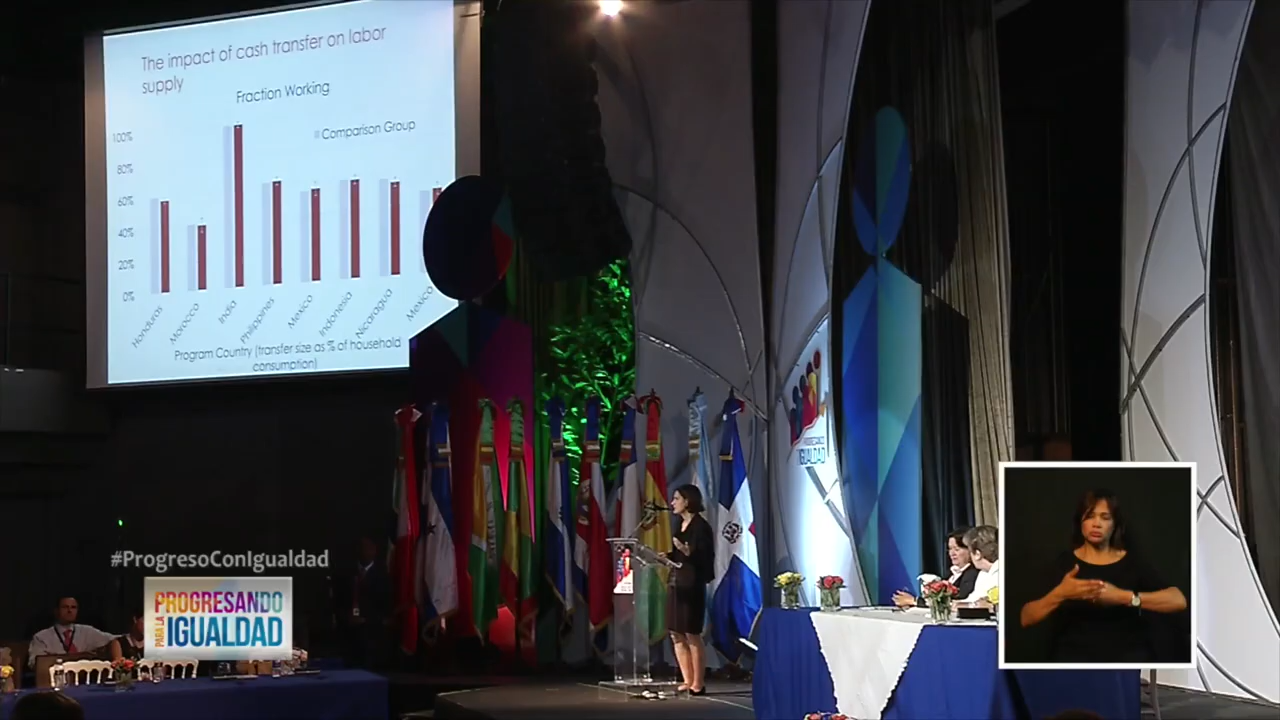 The impact of cash transfer on labor
supply
Fraction Working
Comparison Group
100%
80%
60%
40%
20%
0%
Honduras
Morocco
India
Philippines
Mexico
Indonesia
Nicaragua
Mexico
Program Country (transfer size as % of household
consumption)
PROGRESANDO
IGUALDAD
#ProgresoConIgualdad
PROGRESANDO
PARA LA
IGUALDAD